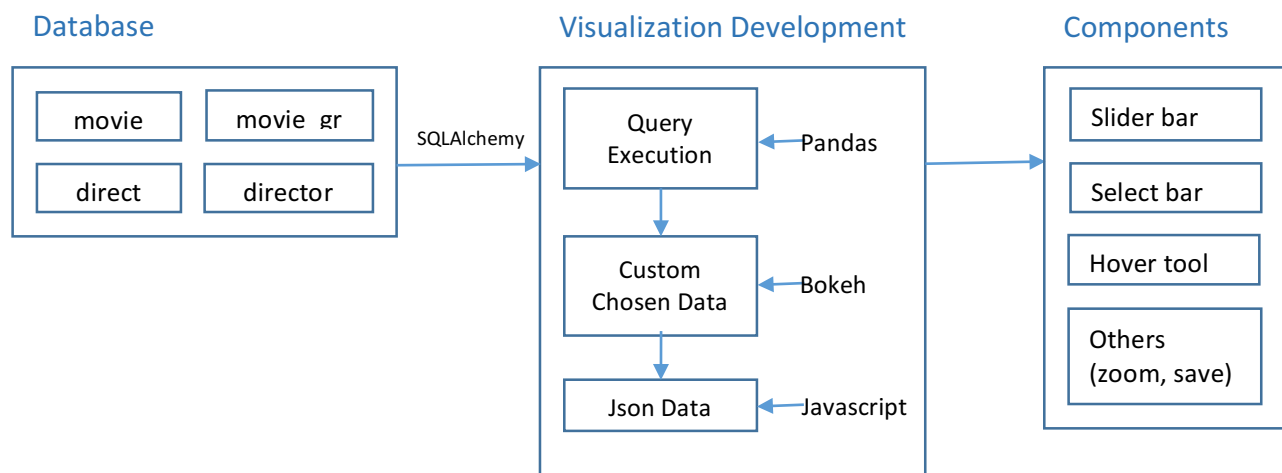 Database
movie
movie_gr
direct
director
SQLAlchemy
Visualization Development
Query
Execution
Pandas
Custom
Chosen Data
Bokeh
Json Data
Javascript
Components
Slider bar
Select bar
Hover tool
Others
(zoom, save)